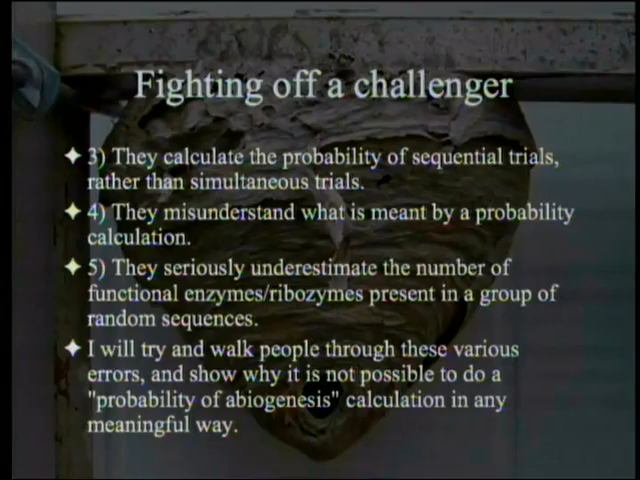 Fighting off a challenger
3) They calculate the probability of sequential trials,
rather than simultaneous trials.
4) They misunderstand what is meant by a probability
calculation.
5) They seriously underestimate the number of
functional enzymes/ribozymes present in a group of
random sequences.
I will try and walk people through these various
errors, and show why it is not possible to do a
"probability of abiogenesis" calculation in any
meaningful way.